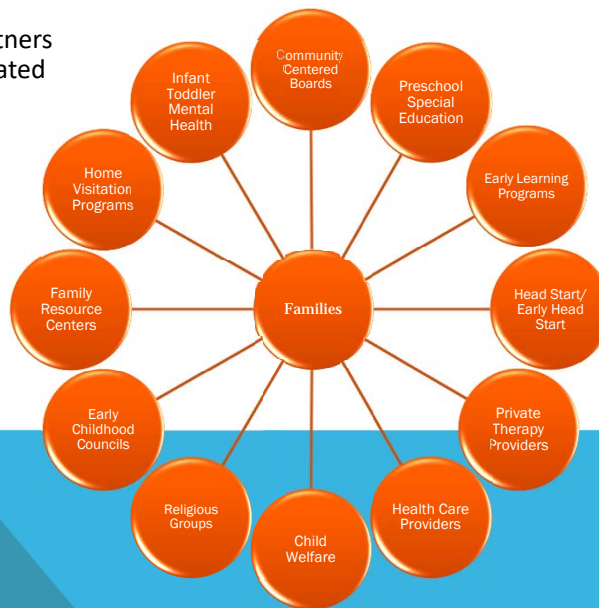 tners
ated
Community
Centered
Boards
Preschool
Special
Education
Early Learning
Programs
Head Start/
Early Head
Start
Private
Therapy
Providers
Health Care
Providers
Child
Welfare
Religious
Groups
Early
Childhood
Councils
Family
Resource
Centers
Home
Visitation
Programs
Infant
Toddler
Mental
Health
Families